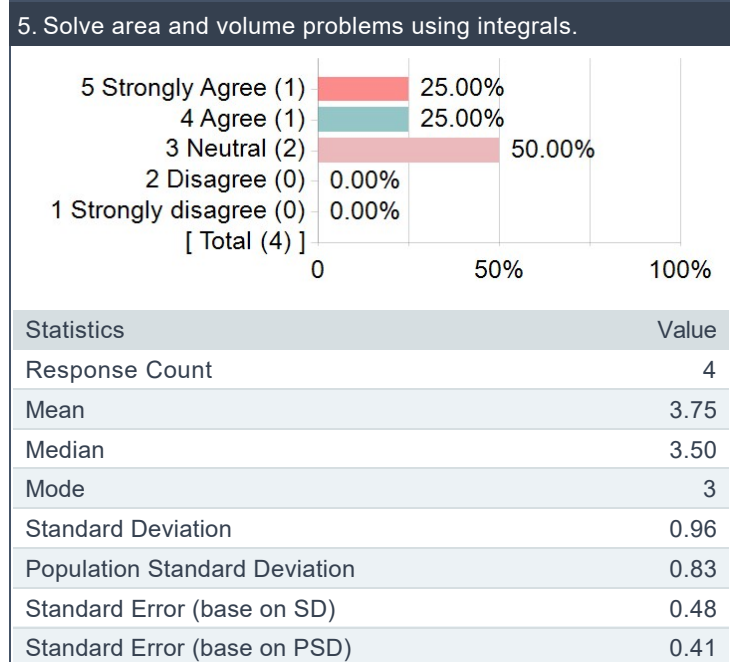 5. Solve area and volume problems using integrals.
5 Strongly Agree (1) 25.00%
4 Agree (1) 25.00%
3 Neutral (2) 50.00%
2 Disagree (0) 0.00%
1 Strongly disagree (0) 0.00%
[ Total (4) ]
0 50% 100%
Statistics Value
Response Count 4
Mean 3.75
Median 3.50
Mode 3
Standard Deviation 0.96
Population Standard Deviation 0.83
Standard Error (base on SD) 0.48
Standard Error (base on PSD) 0.41